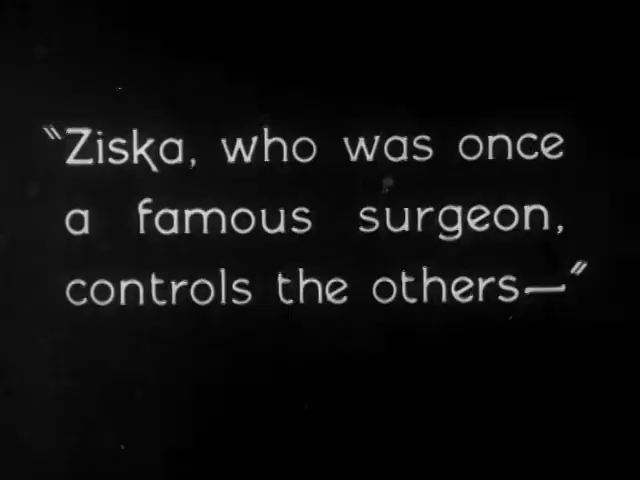 "Ziska, who was once
a famous surgeon,
controls the others—"